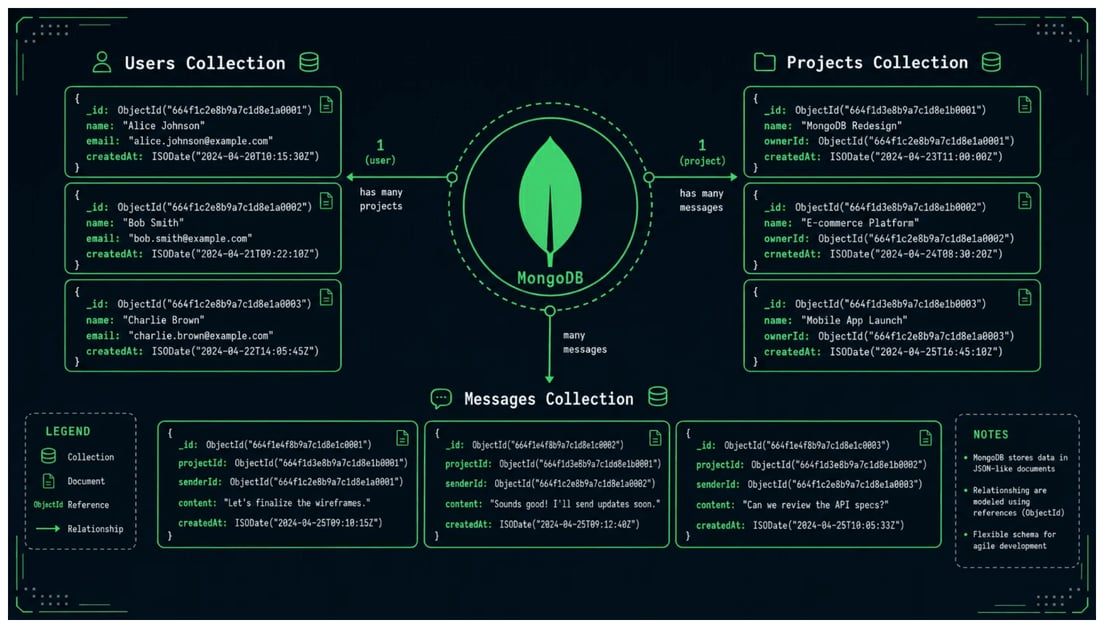 Users Collection
{
_id: ObjectId("664f1c2e8b9a7c1d8e1a0001")
name: "Alice Johnson"
email: "alice.johnson@example.com"
createdAt: ISODate("2024-04-20T10:15:30Z")
}
{
_id: ObjectId("664f1c2e8b9a7c1d8e1a0002")
name: "Bob Smith"
email: "bob.smith@example.com"
createdAt: ISODate("2024-04-21T09:22:10Z")
}
{
_id: ObjectId("664f1c2e8b9a7c1d8e1a0003")
name: "Charlie Brown"
email: "charlie.brown@example.com"
createdAt: ISODate("2024-04-22T14:05:45Z")
}
1
(user)
has many
projects
MongoDB
1
(project)
has many
messages
many
messages
Projects Collection
{
_id: ObjectId("664f1d3e8b9a7c1d8e1b0001")
name: "MongoDB Redesign"
ownerId: ObjectId("664f1c2e8b9a7c1d8e1a0001")
createdAt: ISODate("2024-04-23T11:00:00Z")
}
{
_id: ObjectId("664f1d3e8b9a7c1d8e1b0002")
name: "E-commerce Platform"
ownerId: ObjectId("664f1c2e8b9a7c1d8e1a0002")
crnetedAt: ISODate("2024-04-24T08:30:20Z")
}
{
_id: ObjectId("664f1d3e8b9a7c1d8e1b0003")
name: "Mobile App Launch"
ownerId: ObjectId("664f1c2e8b9a7c1d8e1a0003")
createdAt: ISODate("2024-04-25T16:45:10Z")
}
Messages Collection
{
_id: ObjectId("664f1e4f8b9a7c1d8e1c0001")
projectId: ObjectId("664f1d3e8b9a7c1d8e1b0001")
senderId: ObjectId("664f1c2e8b9a7c1d8e1a0001")
content: "Let's finalize the wireframes."
createdAt: ISODate("2024-04-25T09:10:15Z")
}
{
_id: ObjectId("664f1e4f8b9a7c1d8e1c0002")
projectId: ObjectId("664f1d3e8b9a7c1d8e1b0001")
senderId: ObjectId("664f1c2e8b9a7c1d8e1a0002")
content: "Sounds good! I'll send updates soon."
createdAt: ISODate("2024-04-25T09:12:40Z")
}
{
_id: ObjectId("664f1e4f8b9a7c1d8e1c0003")
projectId: ObjectId("664f1d3e8b9a7c1d8e1b0002")
senderId: ObjectId("664f1c2e8b9a7c1d8e1a0003")
content: "Can we review the API specs?"
createdAt: ISODate("2024-04-25T10:05:33Z")
}
LEGEND
Collection
Document
ObjectId Reference
Relationship
NOTES
• MongoDB stores data in
JSON-like documents
• Relationshing are
modeled using
references (ObjectId)
• Flexible schema for
agile development